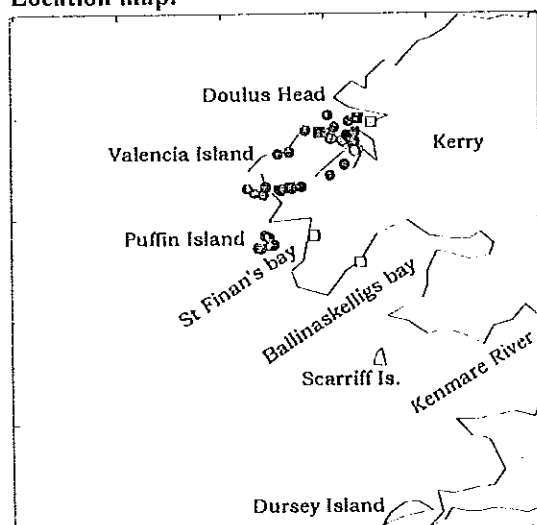 Location map.
Doulus Head
Kerry
Valencia Island
Puffin Island
St Finan's bay
Ballinaskelligs bay
Scarriff Is.
Kenmare River
Dursey Island